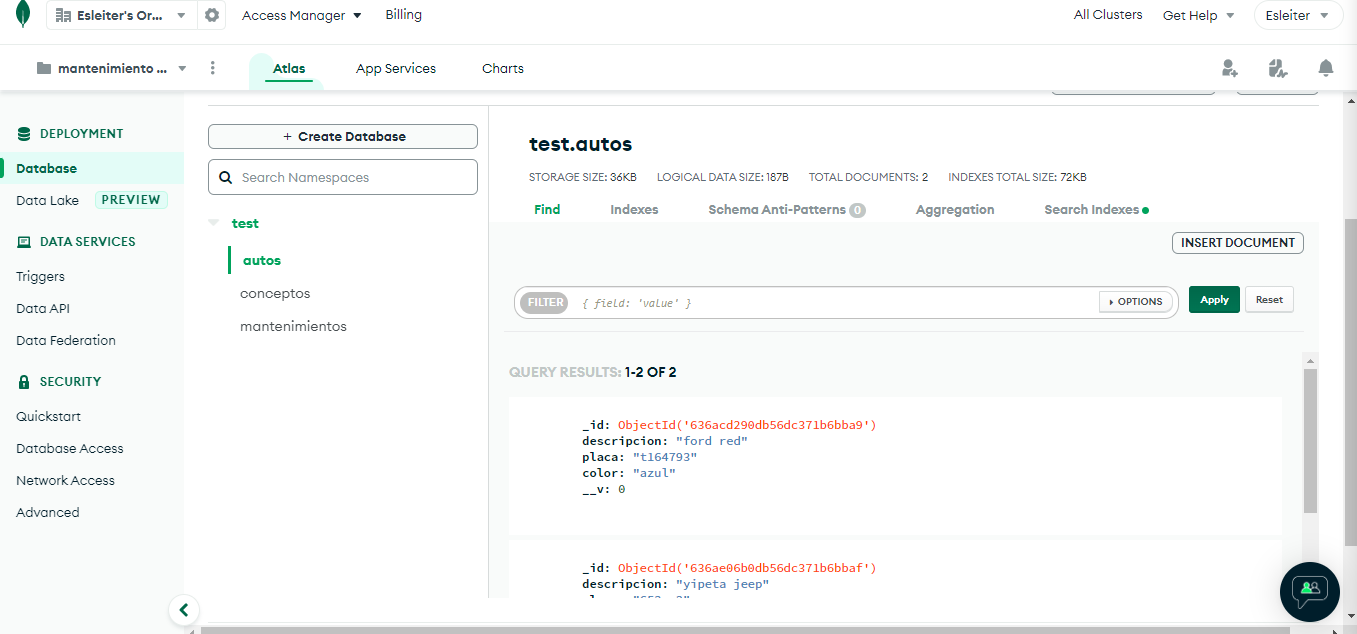 Esleiter's Or...
Access Manager
Billing
All Clusters
Get Help
Esleiter
mantenimiento ...
Atlas
App Services
Charts
DEPLOYMENT
Database
Data Lake PREVIEW
DATA SERVICES
Triggers
Data API
Data Federation
SECURITY
Quickstart
Database Access
Network Access
Advanced
+ Create Database
Search Namespaces
test
autos
conceptos
mantenimientos
test.autos
STORAGE SIZE: 36KB LOGICAL DATA SIZE: 187B TOTAL DOCUMENTS: 2 INDEXES TOTAL SIZE: 72KB
Find Indexes Schema Anti-Patterns 0 Aggregation Search Indexes
INSERT DOCUMENT
FILTER { field: 'value' } OPTIONS Apply Reset
QUERY RESULTS: 1-2 OF 2
_id: ObjectId('636acd290db56dc371b6bba9')
descripcion: "ford red"
placa: "t164793"
color: "azul"
__v: 0
_id: ObjectId('636ae06b0db56dc371b6bbaf')
descripcion: "yipeta jeep"